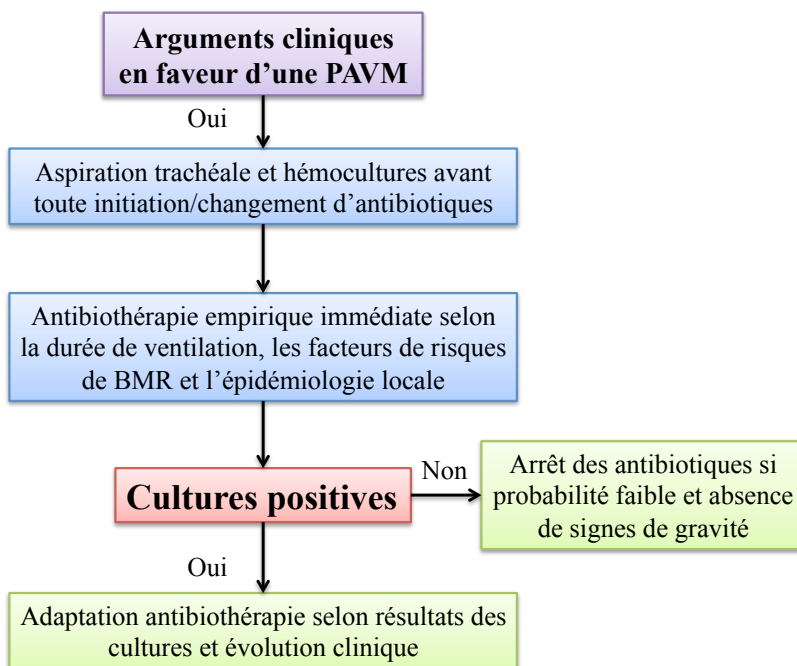 Arguments cliniques
en faveur d’une PAVM
Oui
Aspiration trachéale et hémocultures avant
toute initiation/changement d’antibiotiques
Antibiothérapie empirique immédiate selon
la durée de ventilation, les facteurs de risques
de BMR et l’épidémiologie locale
Cultures positives
Non
Arrêt des antibiotiques si
probabilité faible et absence
de signes de gravité
Oui
Adaptation antibiothérapie selon résultats des
cultures et évolution clinique